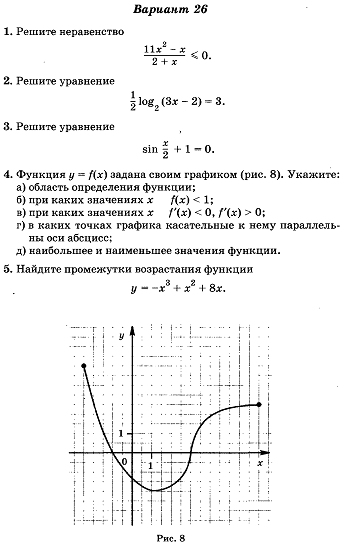 Вариант 26
1. Решите неравенство
(11x² − x)/(2 + x) ⩽ 0.
2. Решите уравнение
½ log₂ (3x − 2) = 3.
3. Решите уравнение
sin x/2 + 1 = 0.
4. Функция y = f(x) задана своим графиком (рис. 8). Укажите:
а) область определения функции;
б) при каких значениях x f(x) < 1;
в) при каких значениях x f′(x) < 0, f′(x) > 0;
г) в каких точках графика касательные к нему параллель-
ны оси абсцисс;
д) наибольшее и наименьшее значения функции.
5. Найдите промежутки возрастания функции
y = −x³ + x² + 8x.
y
1
0
1
x
Рис. 8